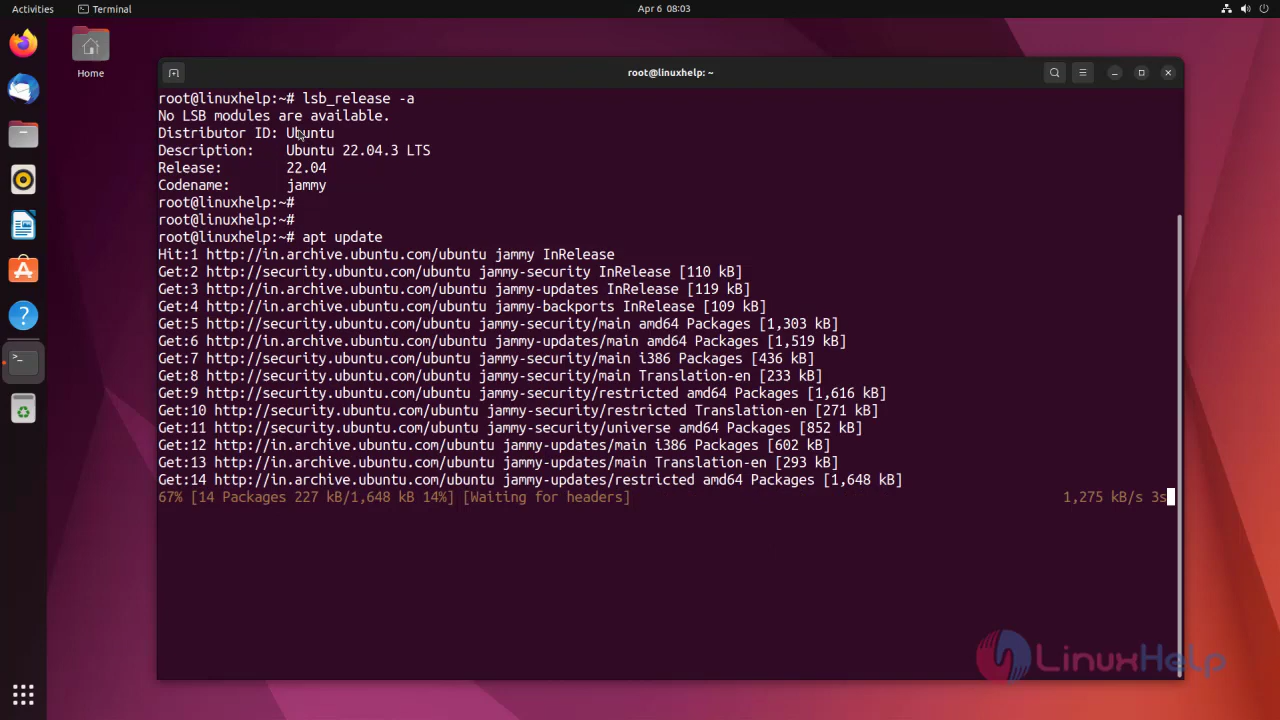 Activities
Terminal
Apr 6 08:03
Home
root@linuxhelp: ~
root@linuxhelp:~# lsb_release -a
No LSB modules are available.
Distributor ID: Ubuntu
Description: Ubuntu 22.04.3 LTS
Release: 22.04
Codename: jammy
root@linuxhelp:~#
root@linuxhelp:~#
root@linuxhelp:~# apt update
Hit:1 http://in.archive.ubuntu.com/ubuntu jammy InRelease
Get:2 http://security.ubuntu.com/ubuntu jammy-security InRelease [110 kB]
Get:3 http://in.archive.ubuntu.com/ubuntu jammy-updates InRelease [119 kB]
Get:4 http://in.archive.ubuntu.com/ubuntu jammy-backports InRelease [109 kB]
Get:5 http://security.ubuntu.com/ubuntu jammy-security/main amd64 Packages [1,303 kB]
Get:6 http://in.archive.ubuntu.com/ubuntu jammy-updates/main amd64 Packages [1,519 kB]
Get:7 http://security.ubuntu.com/ubuntu jammy-security/main i386 Packages [436 kB]
Get:8 http://security.ubuntu.com/ubuntu jammy-security/main Translation-en [233 kB]
Get:9 http://security.ubuntu.com/ubuntu jammy-security/restricted amd64 Packages [1,616 kB]
Get:10 http://security.ubuntu.com/ubuntu jammy-security/restricted Translation-en [271 kB]
Get:11 http://security.ubuntu.com/ubuntu jammy-security/universe amd64 Packages [852 kB]
Get:12 http://in.archive.ubuntu.com/ubuntu jammy-updates/main i386 Packages [602 kB]
Get:13 http://in.archive.ubuntu.com/ubuntu jammy-updates/main Translation-en [293 kB]
Get:14 http://in.archive.ubuntu.com/ubuntu jammy-updates/restricted amd64 Packages [1,648 kB]
67% [14 Packages 227 kB/1,648 kB 14%] [Waiting for headers] 1,275 kB/s 3s
LinuxHelp